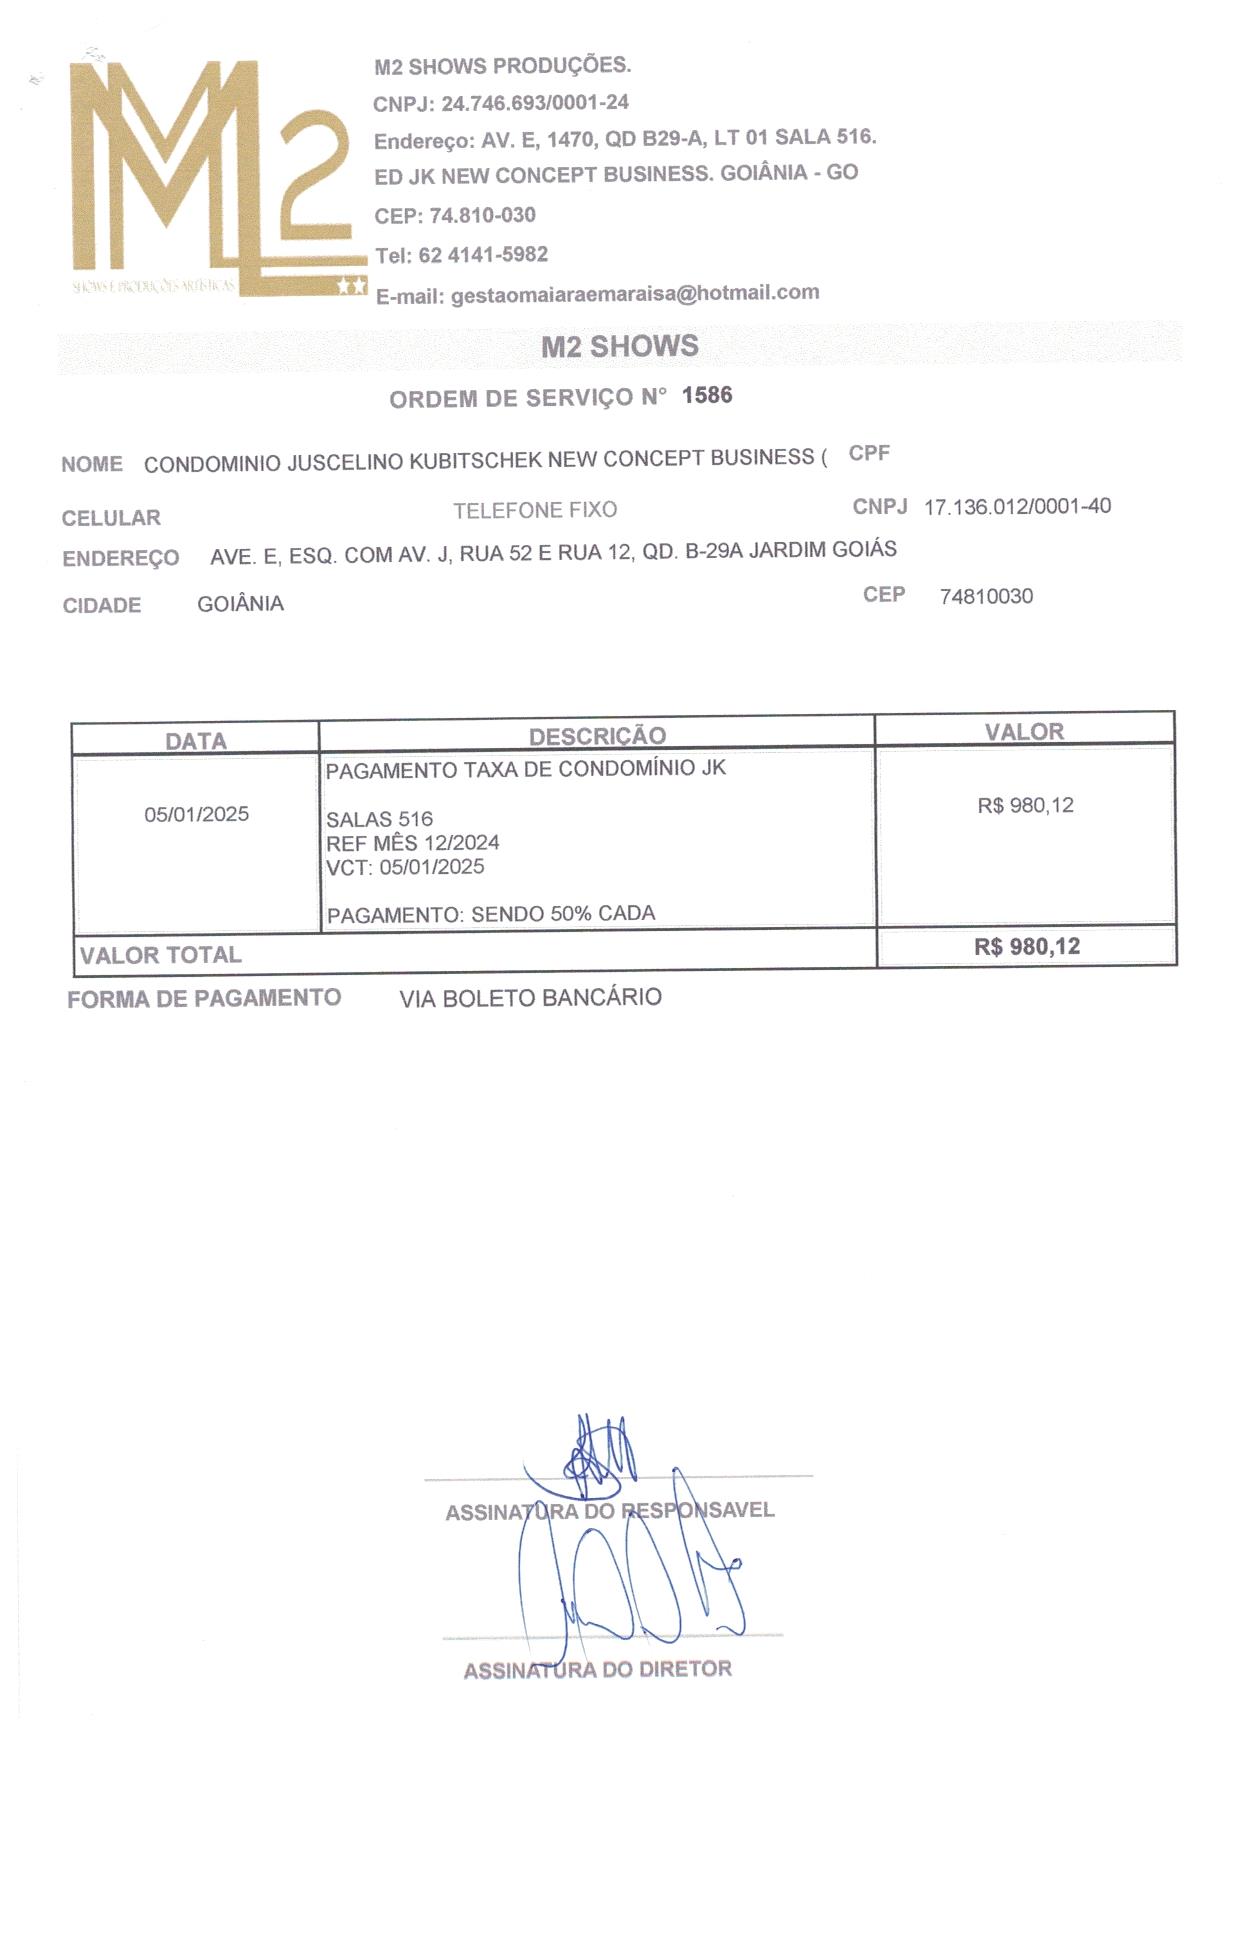 M2
SHOWS E PRODUÇÕES ARTÍSTICAS
M2 SHOWS PRODUÇÕES.
CNPJ: 24.746.693/0001-24
Endereço: AV. E, 1470, QD B29-A, LT 01 SALA 516.
ED JK NEW CONCEPT BUSINESS. GOIÂNIA - GO
CEP: 74.810-030
Tel: 62 4141-5982
E-mail: gestaomaiaraemaraisa@hotmail.com
M2 SHOWS
ORDEM DE SERVIÇO N° 1586
NOME CONDOMINIO JUSCELINO KUBITSCHEK NEW CONCEPT BUSINESS ( CPF
CELULAR TELEFONE FIXO CNPJ 17.136.012/0001-40
ENDEREÇO AVE. E, ESQ. COM AV. J, RUA 52 E RUA 12, QD. B-29A JARDIM GOIÁS
CIDADE GOIÂNIA CEP 74810030
DATA DESCRIÇÃO VALOR
PAGAMENTO TAXA DE CONDOMÍNIO JK
05/01/2025 SALAS 516 R$ 980,12
REF MÊS 12/2024
VCT: 05/01/2025
PAGAMENTO: SENDO 50% CADA
VALOR TOTAL R$ 980,12
FORMA DE PAGAMENTO VIA BOLETO BANCÁRIO
ASSINATURA DO RESPONSAVEL
ASSINATURA DO DIRETOR